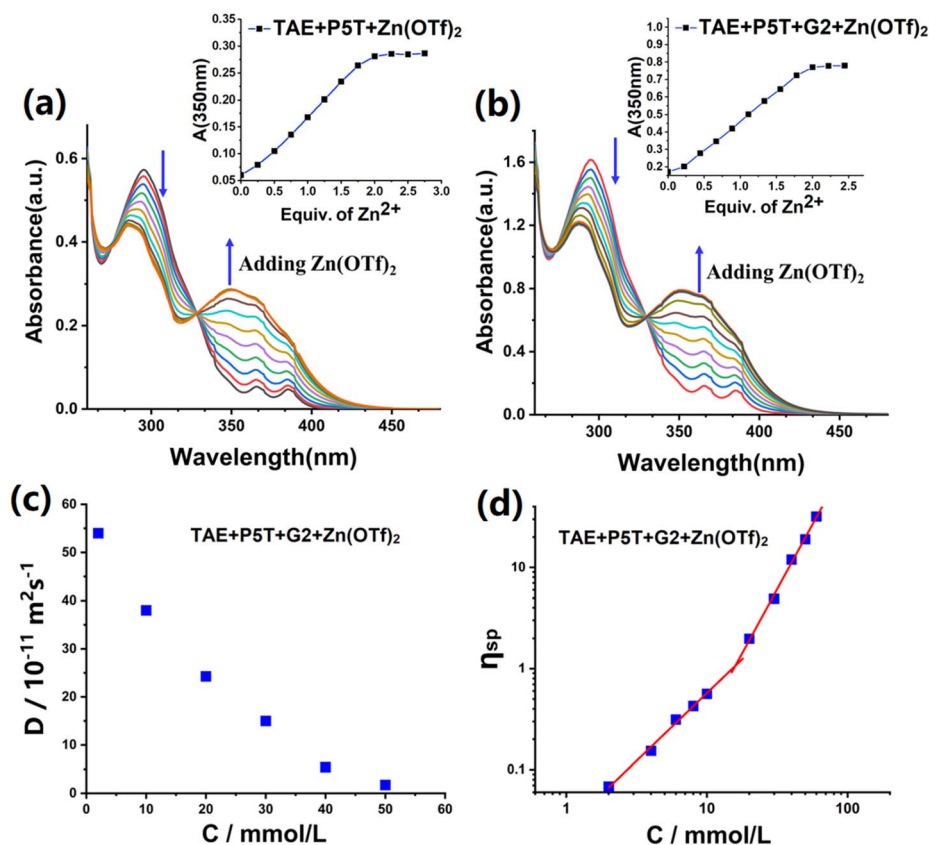 (a)
TAE+P5T+Zn(OTf)₂
A(350nm)
0.35
0.30
0.25
0.20
0.15
0.10
0.05
0.0 0.5 1.0 1.5 2.0 2.5 3.0
Equiv. of Zn²⁺
Absorbance(a.u.)
0.6
0.4
0.2
0.0
Adding Zn(OTf)₂
300 350 400 450
Wavelength(nm)
(b)
TAE+P5T+G2+Zn(OTf)₂
A(350nm)
1.0
0.9
0.8
0.7
0.6
0.5
0.4
0.3
0.2
0.0 0.5 1.0 1.5 2.0 2.5
Equiv. of Zn²⁺
Absorbance(a.u.)
1.6
1.2
0.8
0.4
0.0
Adding Zn(OTf)₂
300 350 400 450
Wavelength(nm)
(c)
TAE+P5T+G2+Zn(OTf)₂
D / 10⁻¹¹ m²s⁻¹
60
50
40
30
20
10
0
10 20 30 40 50 60
C / mmol/L
(d)
TAE+P5T+G2+Zn(OTf)₂
ηsp
10
1
0.1
1 10 100
C / mmol/L